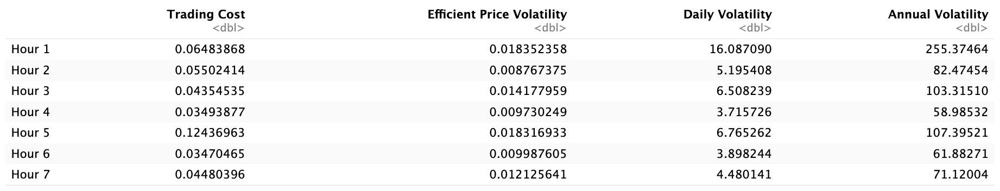 Trading Cost Efficient Price Volatility Daily Volatility Annual Volatility
<dbl> <dbl> <dbl> <dbl>
Hour 1 0.06483868 0.018352358 16.087090 255.37464
Hour 2 0.05502414 0.008767375 5.195408 82.47454
Hour 3 0.04354535 0.014177959 6.508239 103.31510
Hour 4 0.03493877 0.009730249 3.715726 58.98532
Hour 5 0.12436963 0.018316933 6.765262 107.39521
Hour 6 0.03470465 0.009987605 3.898244 61.88271
Hour 7 0.04480396 0.012125641 4.480141 71.12004